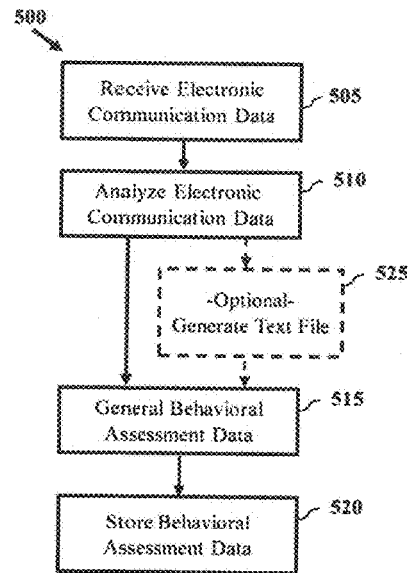 500
Receive Electronic
Communication Data
505
Analyze Electronic
Communication Data
510
-Optional-
Generate Text File
525
General Behavioral
Assessment Data
515
Store Behavioral
Assessment Data
520